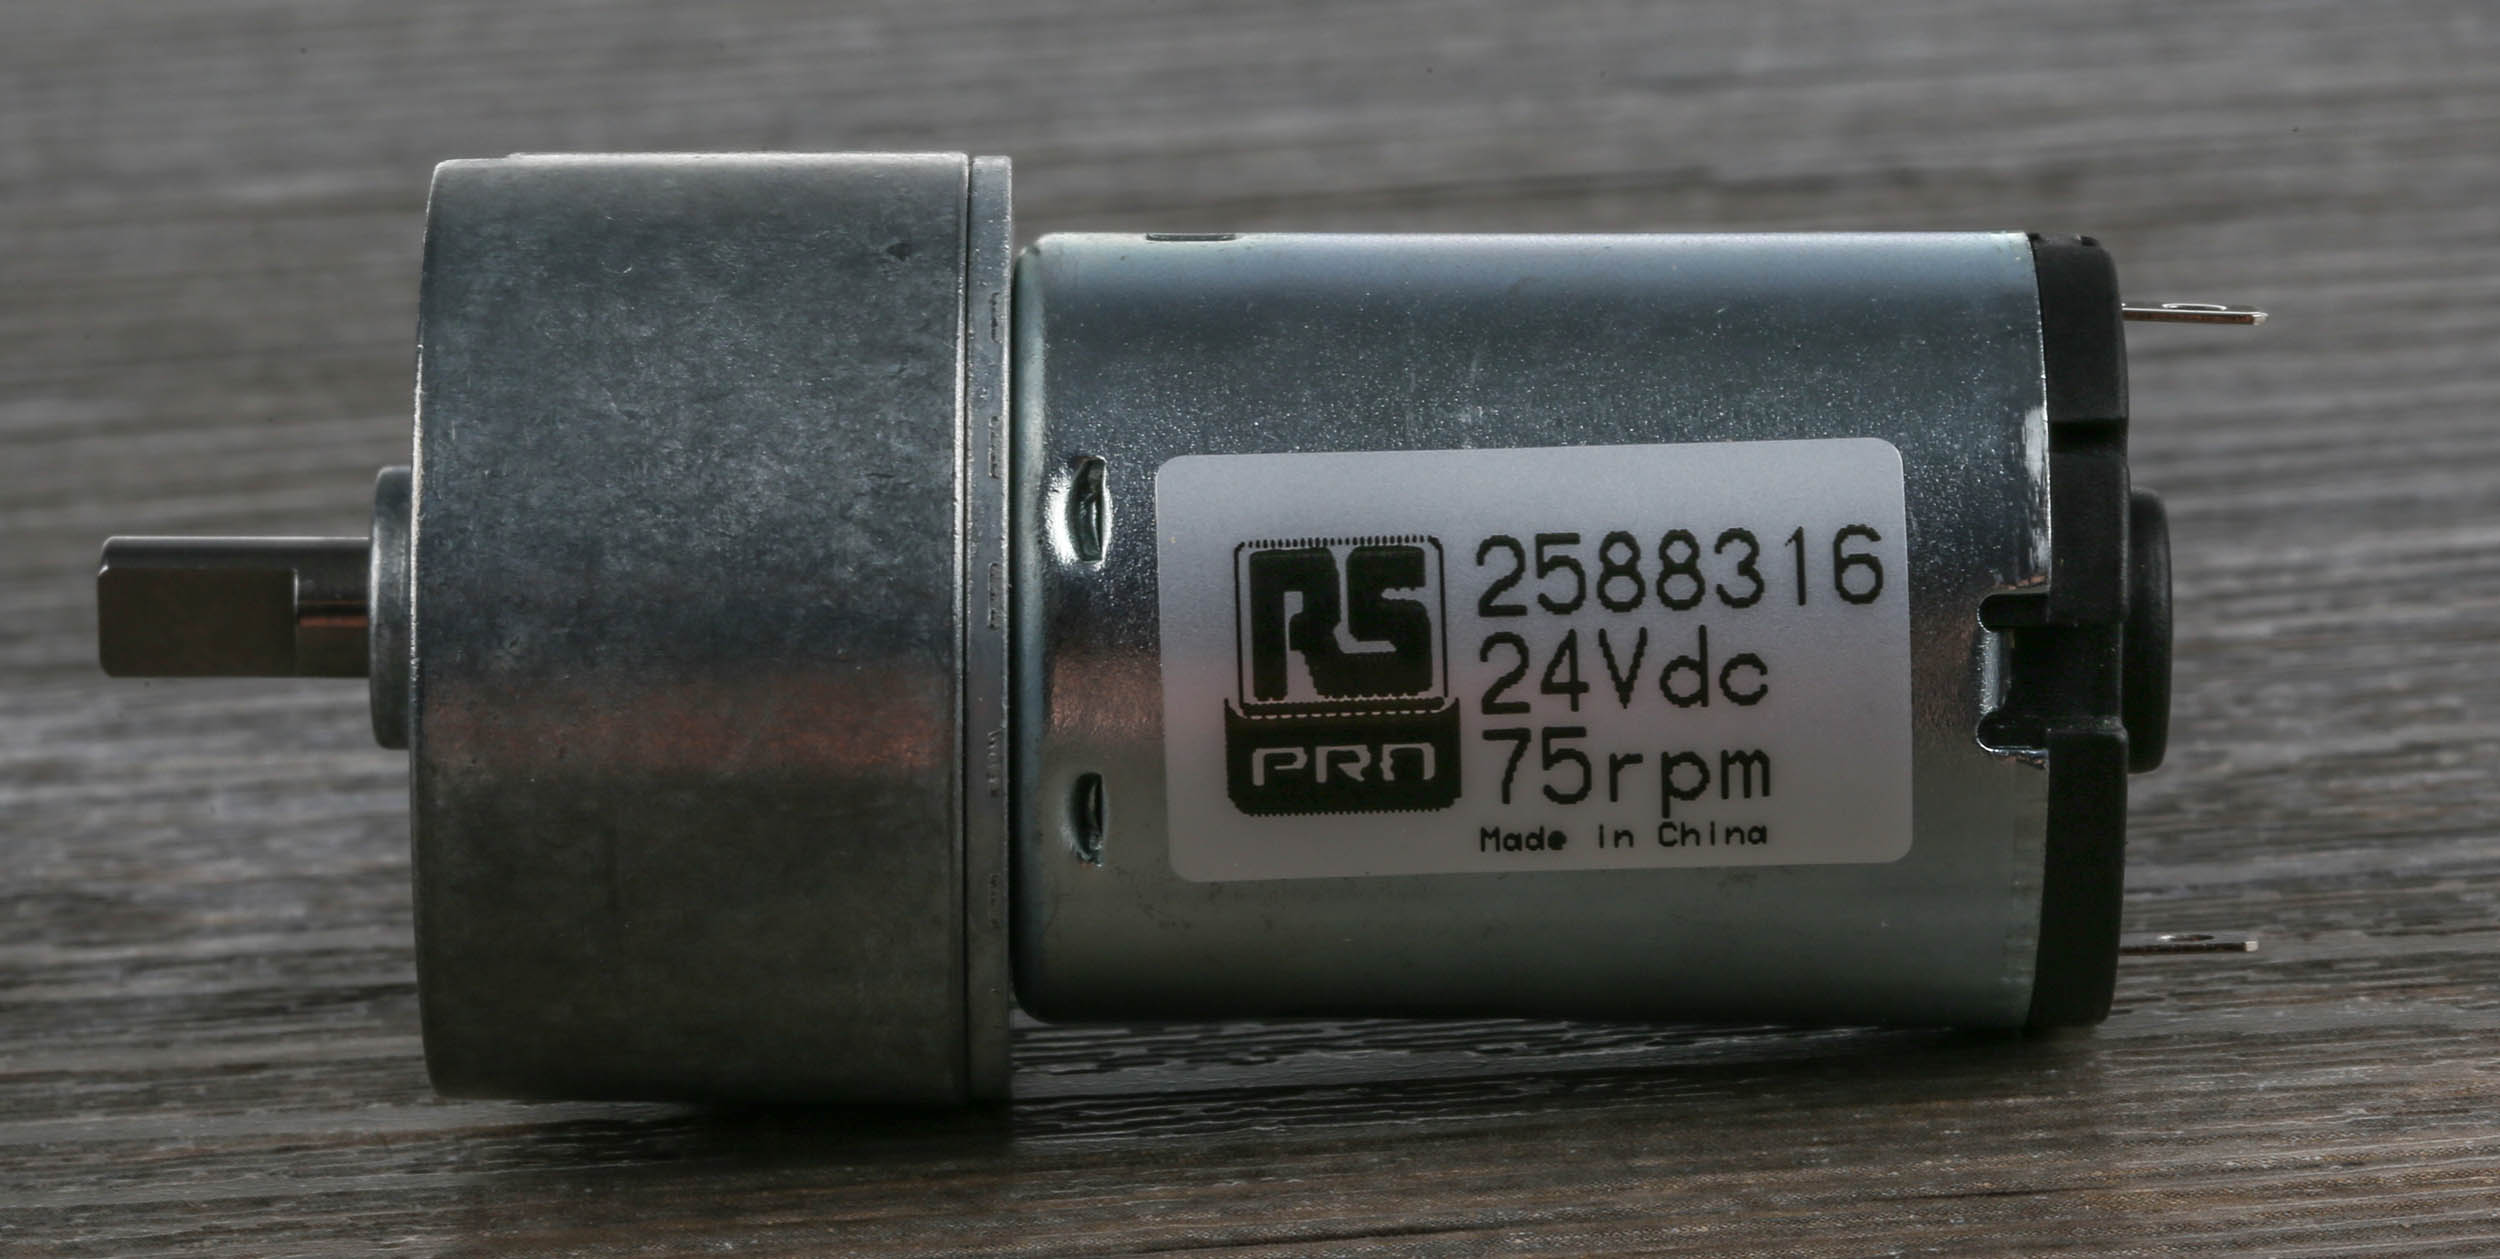 RS
PRO
2588316
24Vdc
75rpm
Made in China